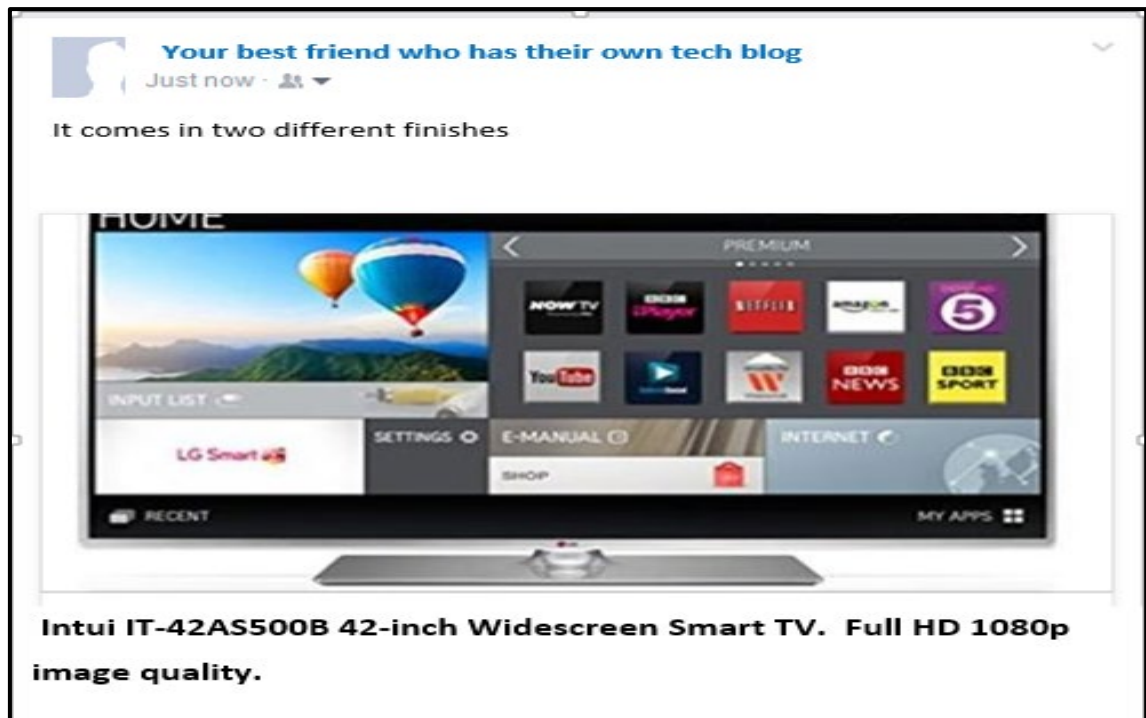 Your best friend who has their own tech blog
Just now
It comes in two different finishes
HOME
PREMIUM
NOW TV
BBC iPlayer
NETFLIX
amazon
5
YouTube
BBC NEWS
BBC SPORT
INPUT LIST
LG Smart
SETTINGS
E-MANUAL
INTERNET
SHOP
RECENT
MY APPS
LG
Intui IT-42AS500B 42-inch Widescreen Smart TV.  Full HD 1080p
image quality.